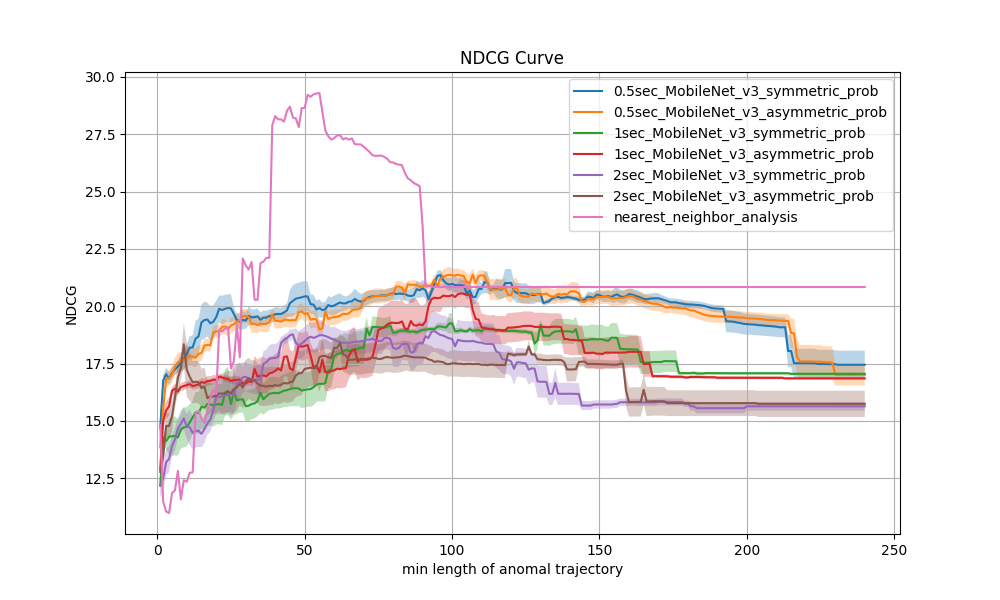 NDCG Curve
30.0
27.5
25.0
22.5
20.0
17.5
15.0
12.5
NDCG
0.5sec_MobileNet_v3_symmetric_prob
0.5sec_MobileNet_v3_asymmetric_prob
1sec_MobileNet_v3_symmetric_prob
1sec_MobileNet_v3_asymmetric_prob
2sec_MobileNet_v3_symmetric_prob
2sec_MobileNet_v3_asymmetric_prob
nearest_neighbor_analysis
0 50 100 150 200 250
min length of anomal trajectory